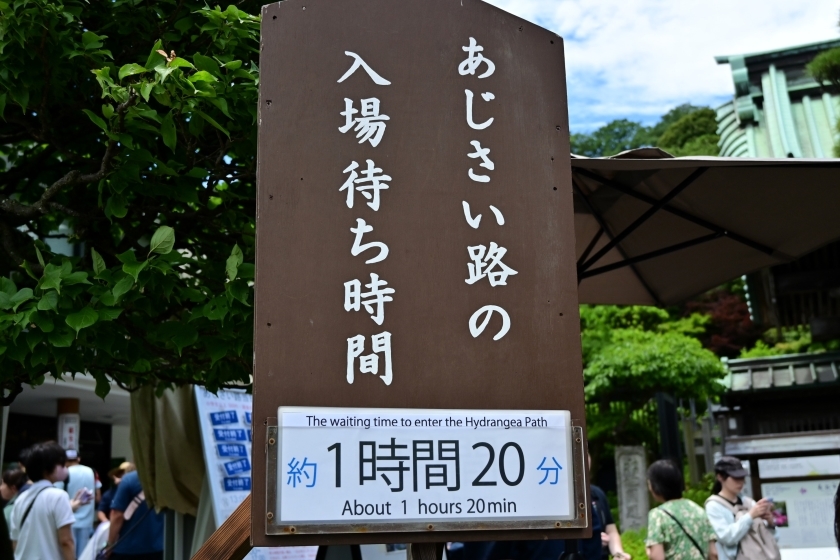 あじさい路の
入場待ち時間
The waiting time to enter the Hydrangea Path
約1時間20分
About 1 hours 20min